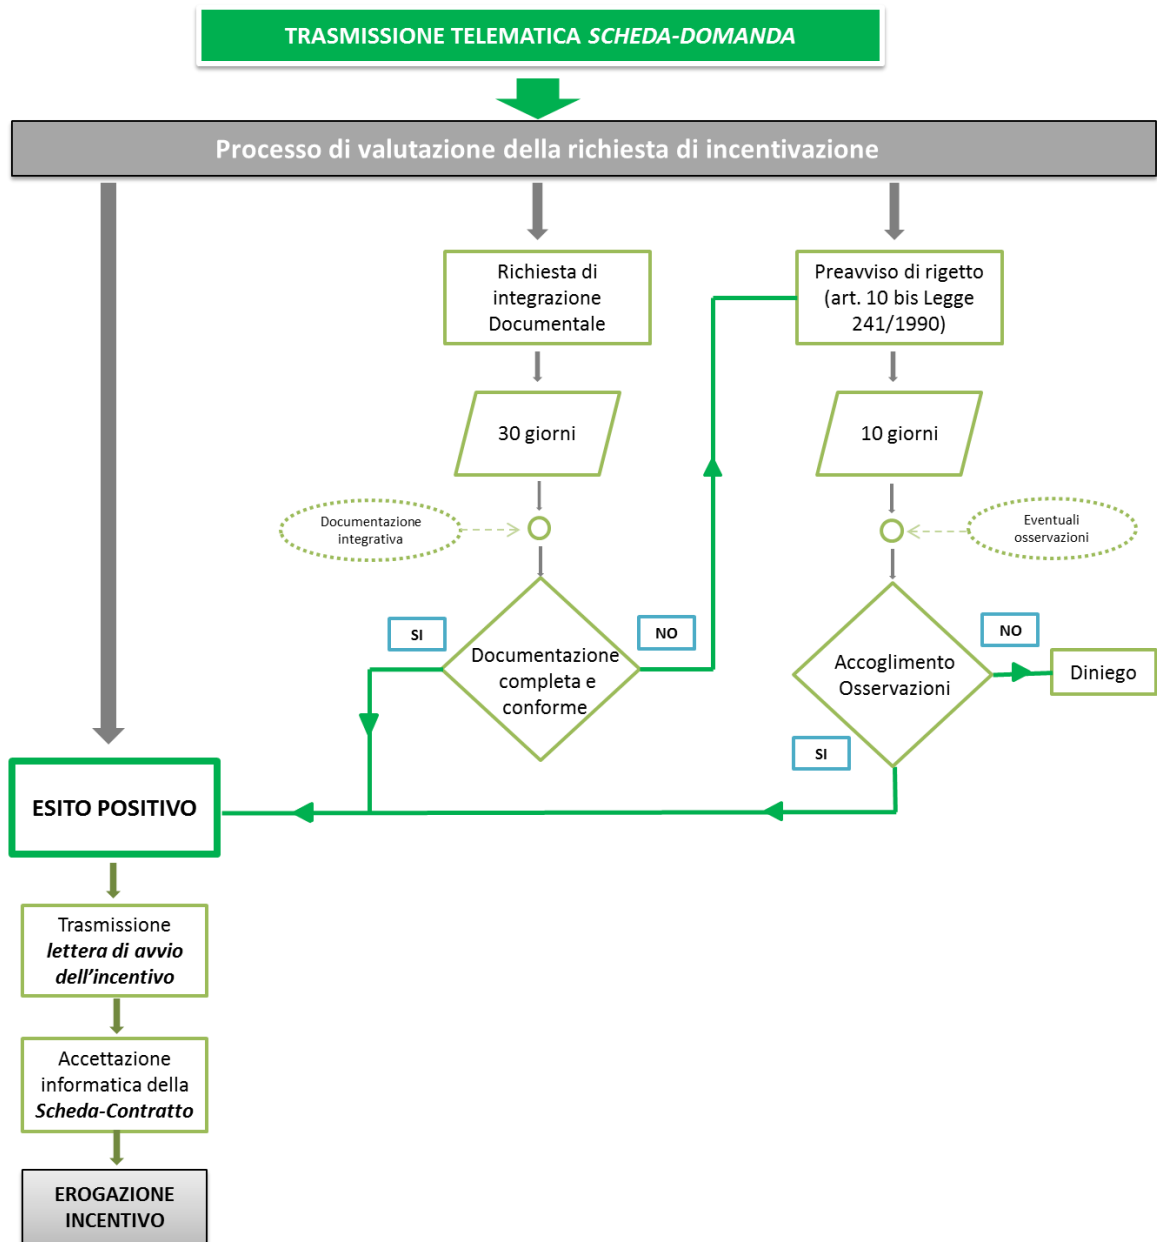 TRASMISSIONE TELEMATICA SCHEDA-DOMANDA
Processo di valutazione della richiesta di incentivazione
Richiesta di
integrazione
Documentale
Preavviso di rigetto
(art. 10 bis Legge
241/1990)
30 giorni
10 giorni
Documentazione
integrativa
Eventuali
osservazioni
SI
NO
Documentazione
completa e
conforme
NO
Accoglimento
Osservazioni
Diniego
SI
ESITO POSITIVO
Trasmissione
lettera di avvio
dell'incentivo
Accettazione
informatica della
Scheda-Contratto
EROGAZIONE
INCENTIVO